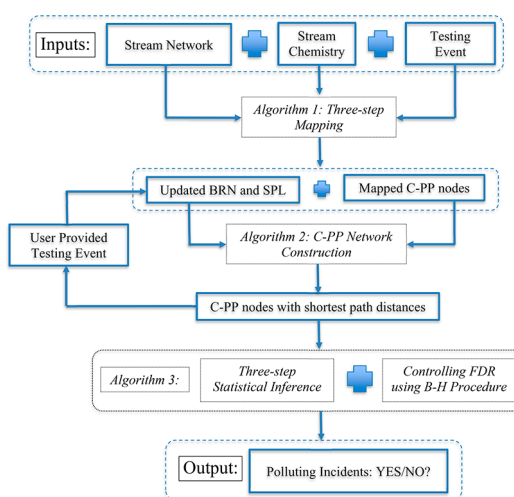 Inputs:
Stream Network
Stream
Chemistry
Testing
Event
Algorithm 1: Three-step
Mapping
Updated BRN and SPL
Mapped C-PP nodes
User Provided
Testing Event
Algorithm 2: C-PP Network
Construction
C-PP nodes with shortest path distances
Algorithm 3:
Three-step
Statistical Inference
Controlling FDR
using B-H Procedure
Output:
Polluting Incidents: YES/NO?